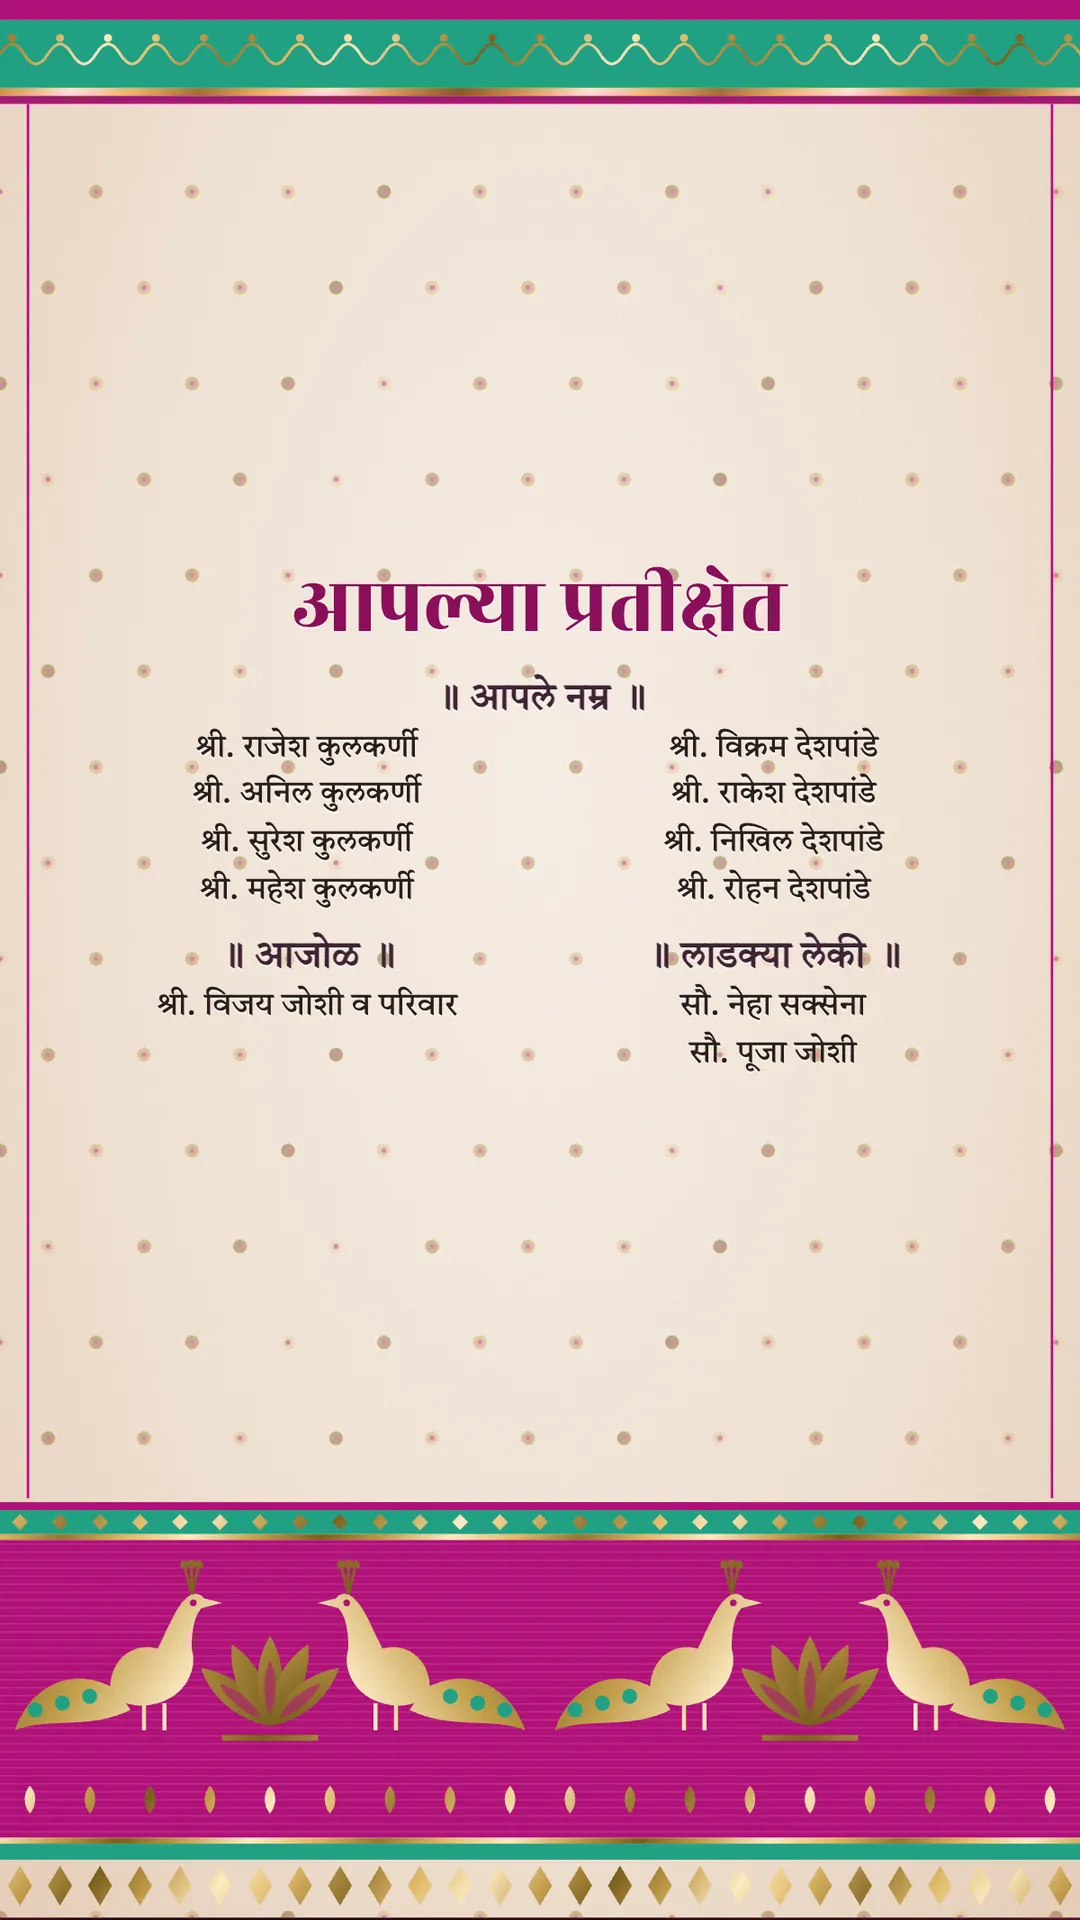 आपल्या प्रतीक्षेत
॥ आपले नम्र ॥
श्री. राजेश कुलकर्णी
श्री. अनिल कुलकर्णी
श्री. सुरेश कुलकर्णी
श्री. महेश कुलकर्णी
श्री. विक्रम देशपांडे
श्री. राकेश देशपांडे
श्री. निखिल देशपांडे
श्री. रोहन देशपांडे
॥ आजोळ ॥
श्री. विजय जोशी व परिवार
॥ लाडक्या लेकी ॥
सौ. नेहा सक्सेना
सौ. पूजा जोशी